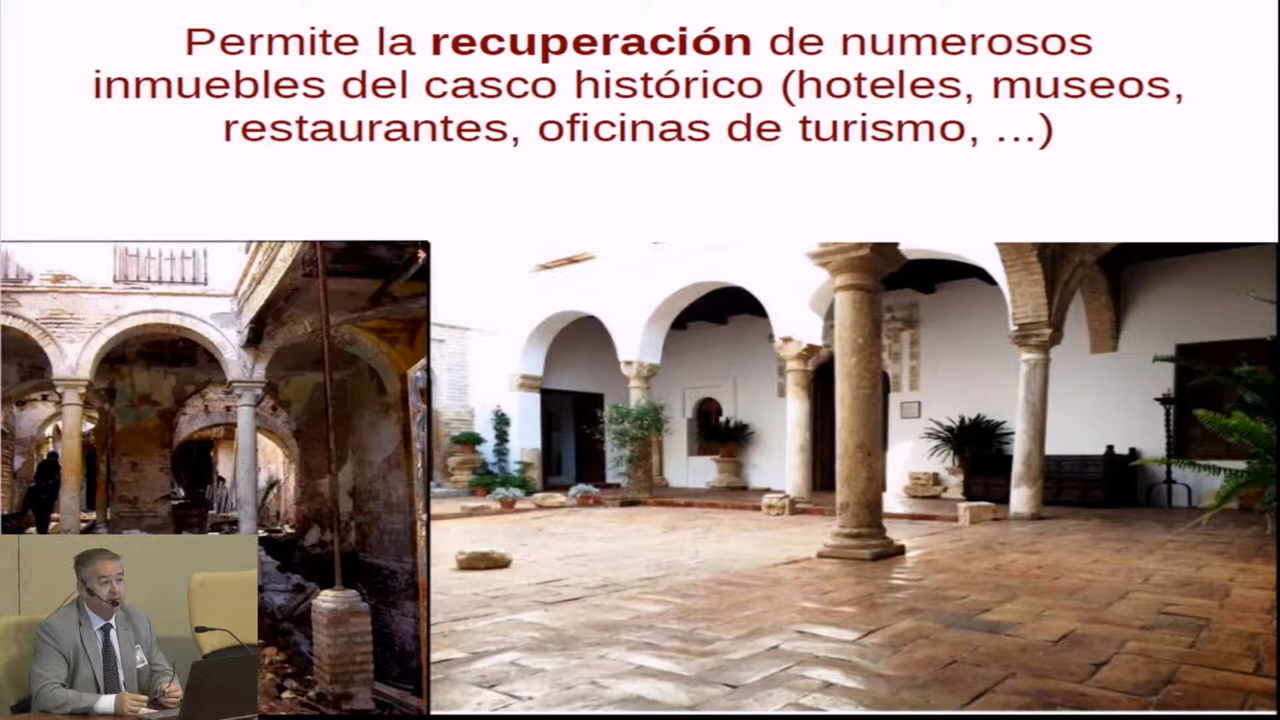 Permite la recuperación de numerosos
inmuebles del casco histórico (hoteles, museos,
restaurantes, oficinas de turismo, ...)